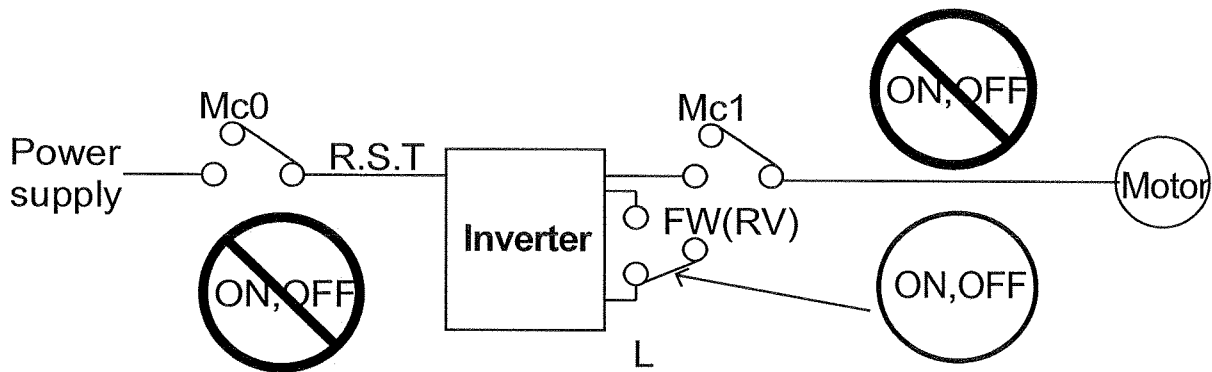 ON,OFF
Mc0
Mc1
Power
supply
R.S.T
Motor
Inverter
FW(RV)
ON,OFF
ON,OFF
L